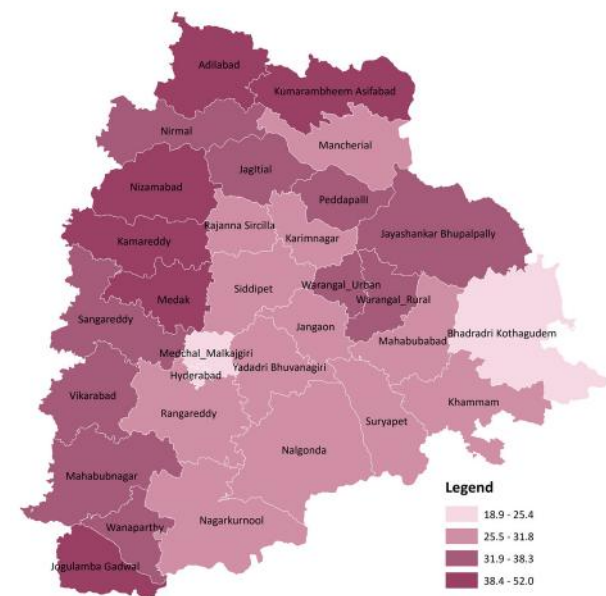 Adilabad
Kumarambheem Asifabad
Nirmal
Mancherial
Jagitial
Nizamabad
Peddapalli
Rajanna Sircilla
Kamareddy
Karimnagar
Jayashankar Bhupalpally
Medak
Siddipet
Warangal_Urban
Warangal_Rural
Sangareddy
Jangaon
Mahabubabad
Bhadradri Kothagudem
Medchal_Malkajgiri
Yadadri Bhuvanagiri
Hyderabad
Vikarabad
Khammam
Rangareddy
Suryapet
Nalgonda
Mahabubnagar
Nagarkurnool
Wanaparthy
Jogulamba Gadwal
Legend
18.9 - 25.4
25.5 - 31.8
31.9 - 38.3
38.4 - 52.0